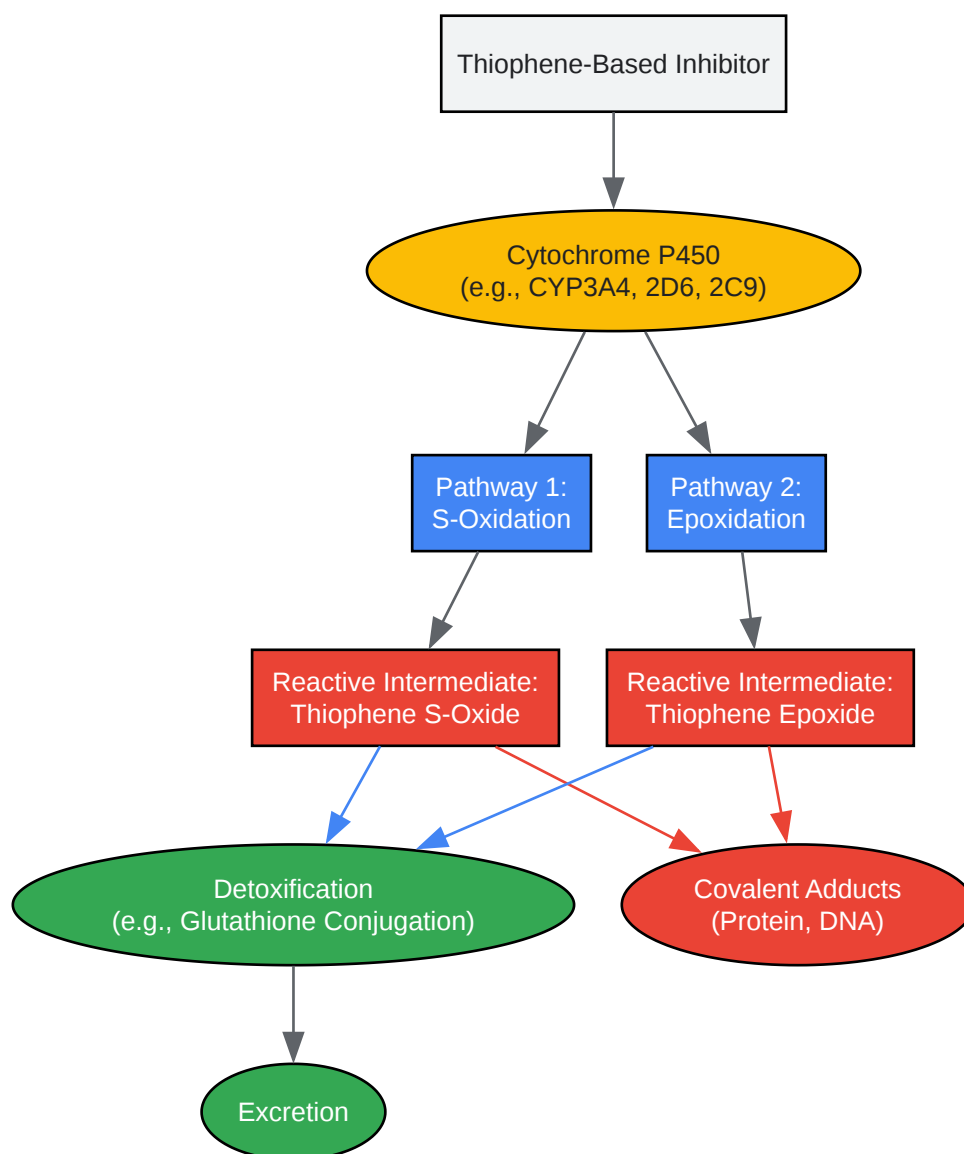 Thiophene-Based Inhibitor
Cytochrome P450
(e.g., CYP3A4, 2D6, 2C9)
Pathway 1:
S-Oxidation
Pathway 2:
Epoxidation
Reactive Intermediate:
Thiophene S-Oxide
Reactive Intermediate:
Thiophene Epoxide
Detoxification
(e.g., Glutathione Conjugation)
Covalent Adducts
(Protein, DNA)
Excretion